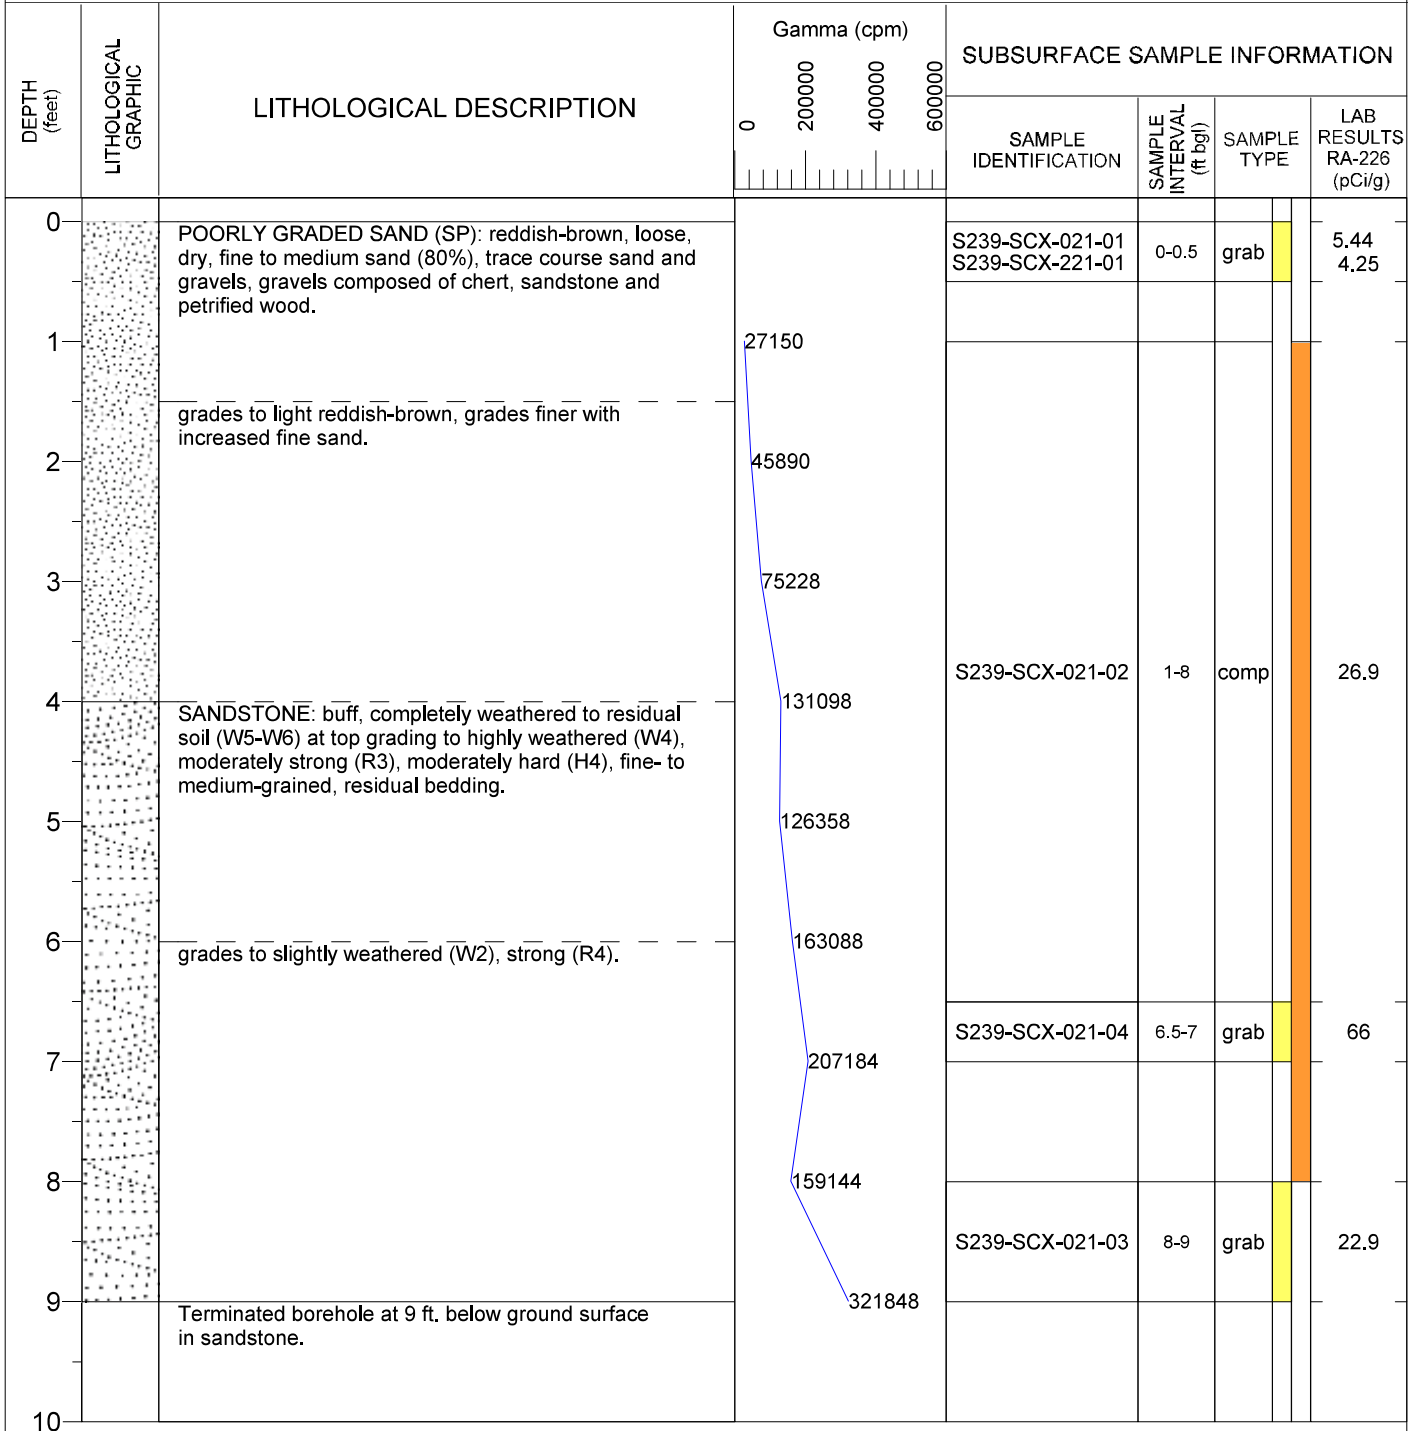 DEPTH
(feet)
LITHOLOGICAL
GRAPHIC
LITHOLOGICAL DESCRIPTION
Gamma (cpm)
0
200000
400000
600000
SUBSURFACE SAMPLE INFORMATION
SAMPLE
IDENTIFICATION
SAMPLE
INTERVAL
(ft bgl)
SAMPLE
TYPE
LAB
RESULTS
RA-226
(pCi/g)
0
POORLY GRADED SAND (SP): reddish-brown, loose,
dry, fine to medium sand (80%), trace course sand and
gravels, gravels composed of chert, sandstone and
petrified wood.
S239-SCX-021-01
S239-SCX-221-01
0-0.5
grab
5.44
4.25
1
27150
grades to light reddish-brown, grades finer with
increased fine sand.
2
45890
3
75228
S239-SCX-021-02
1-8
comp
26.9
4
131098
SANDSTONE: buff, completely weathered to residual
soil (W5-W6) at top grading to highly weathered (W4),
moderately strong (R3), moderately hard (H4), fine- to
medium-grained, residual bedding.
5
126358
6
163088
grades to slightly weathered (W2), strong (R4).
S239-SCX-021-04
6.5-7
grab
66
7
207184
8
159144
S239-SCX-021-03
8-9
grab
22.9
9
321848
Terminated borehole at 9 ft. below ground surface
in sandstone.
10